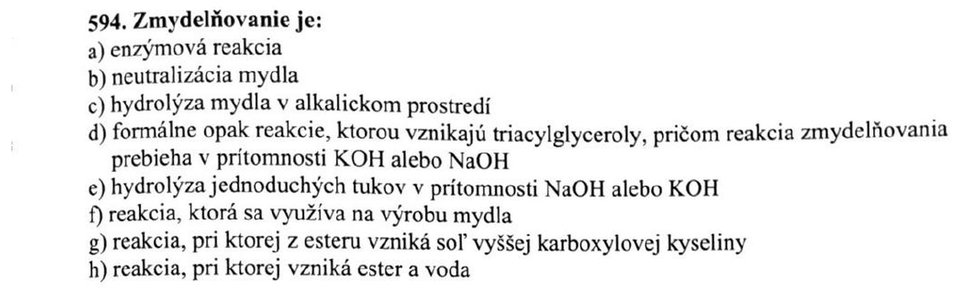 594. Zmydelňovanie je:
a) enzýmová reakcia
b) neutralizácia mydla
c) hydrolýza mydla v alkalickom prostredí
d) formálne opak reakcie, ktorou vznikajú triacylglyceroly, pričom reakcia zmydelňovania
prebieha v prítomnosti KOH alebo NaOH
e) hydrolýza jednoduchých tukov v prítomnosti NaOH alebo KOH
f) reakcia, ktorá sa využíva na výrobu mydla
g) reakcia, pri ktorej z esteru vzniká soľ vyššej karboxylovej kyseliny
h) reakcia, pri ktorej vzniká ester a voda